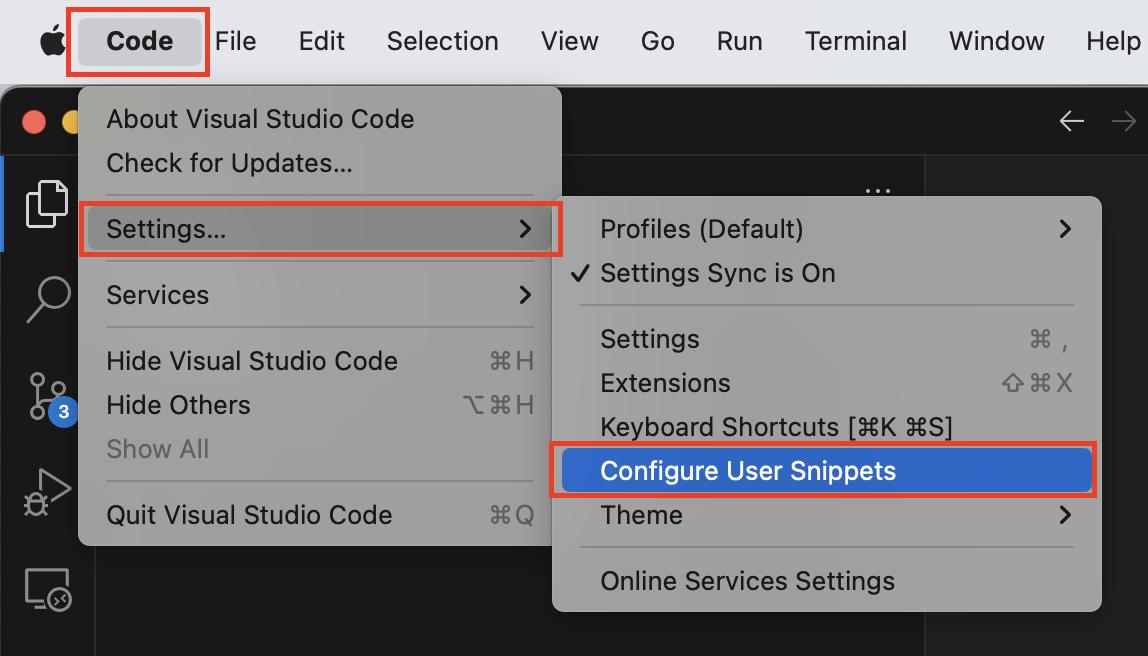 Code File Edit Selection View Go Run Terminal Window Help
About Visual Studio Code
Check for Updates...
Settings...
Services
Hide Visual Studio Code ⌘H
Hide Others ⌥⌘H
Show All
Quit Visual Studio Code ⌘Q
Profiles (Default)
✓ Settings Sync is On
Settings ⌘ ,
Extensions ⇧⌘X
Keyboard Shortcuts [⌘K ⌘S]
Configure User Snippets
Theme
Online Services Settings
3